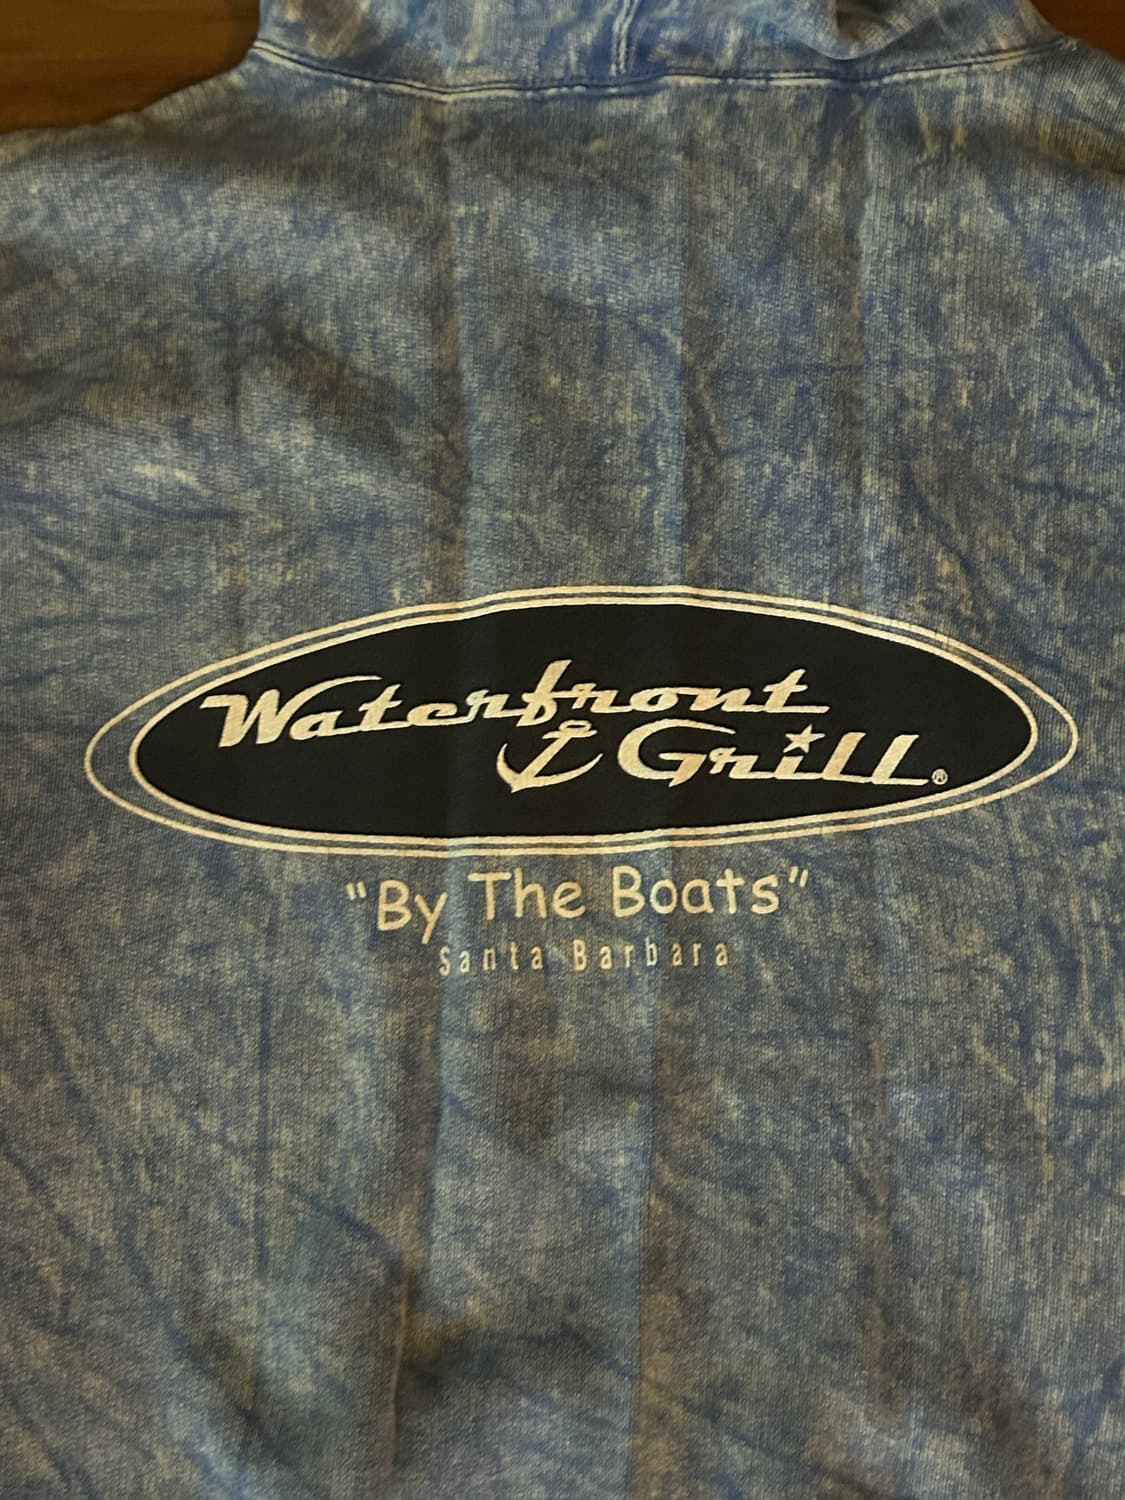 Waterfront
Grill®
“By The Boats”
Santa Barbara